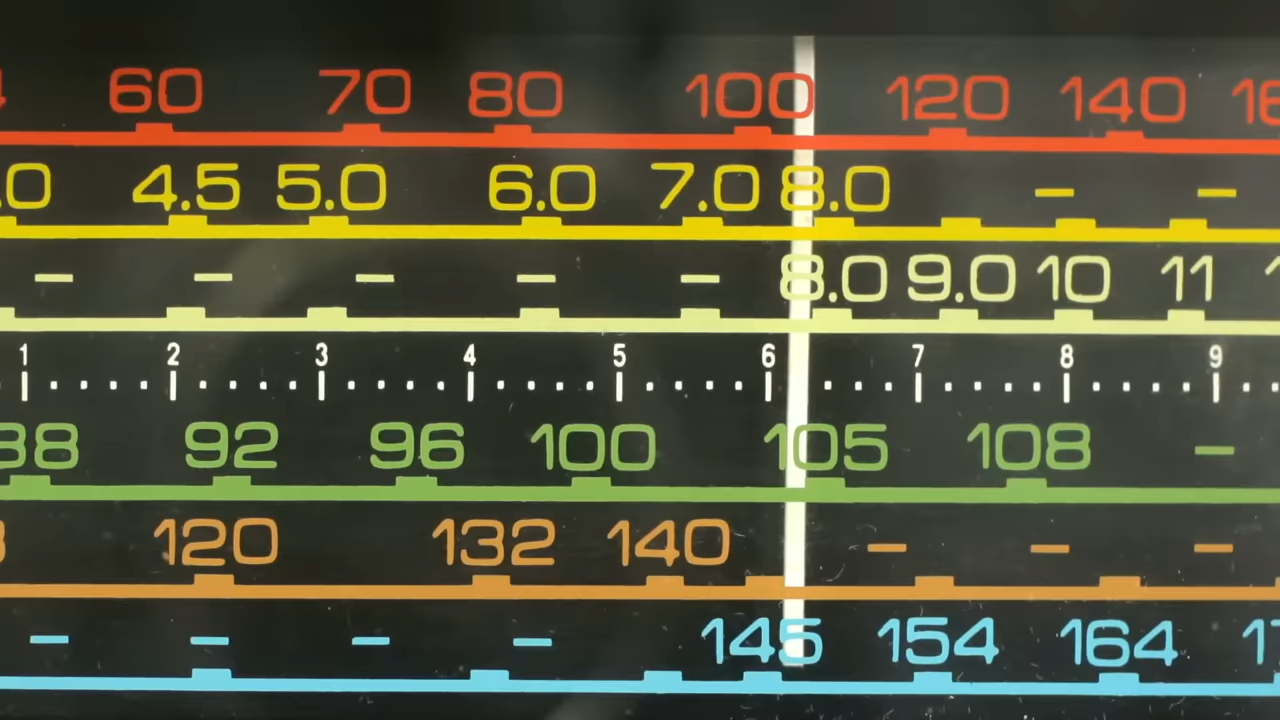 60 70 80 100 120 140
.0 4.5 5.0 6.0 7.0 8.0 – –
– – – – – 8.0 9.0 10 11
1 2 3 4 5 6 7 8 9
88 92 96 100 105 108 –
120 132 140 – – –
– – – – 145 154 164